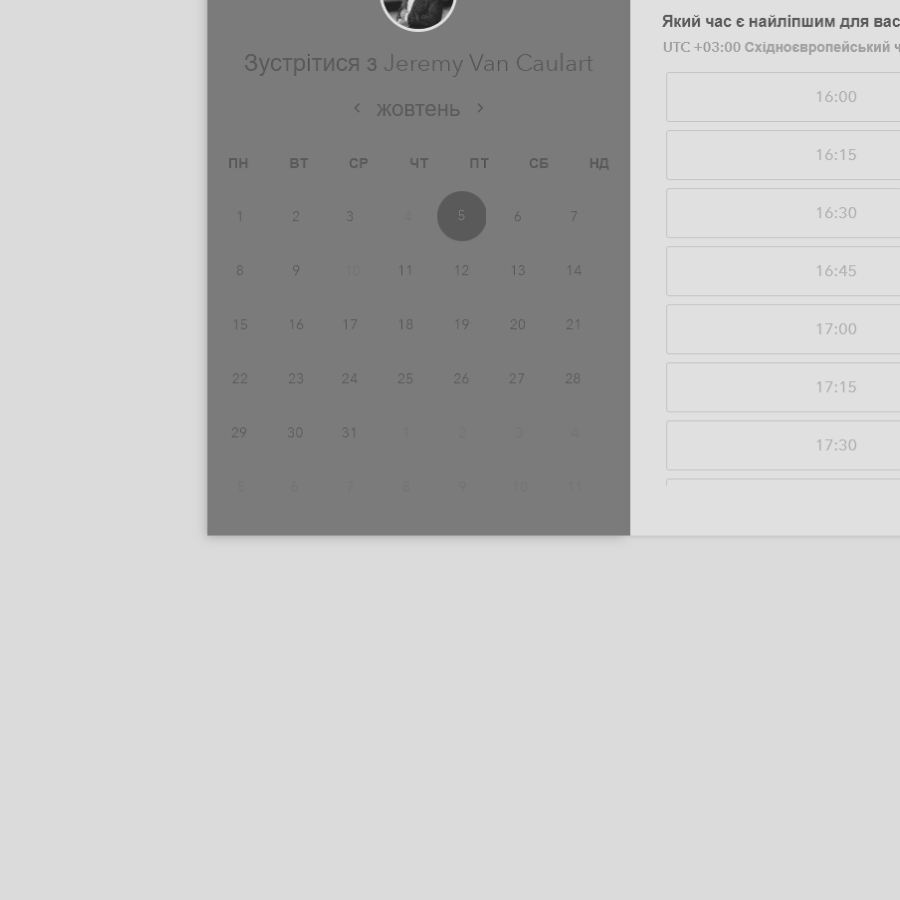 Зустрітися з Jeremy Van Caulart
‹ жовтень ›
ПН ВТ СР ЧТ ПТ СБ НД
1 2 3 4 5 6 7
8 9 10 11 12 13 14
15 16 17 18 19 20 21
22 23 24 25 26 27 28
29 30 31 1 2 3 4
5 6 7 8 9 10 11
Який час є найліпшим для вас
UTC +03:00 Східноєвропейський ч
16:00
16:15
16:30
16:45
17:00
17:15
17:30